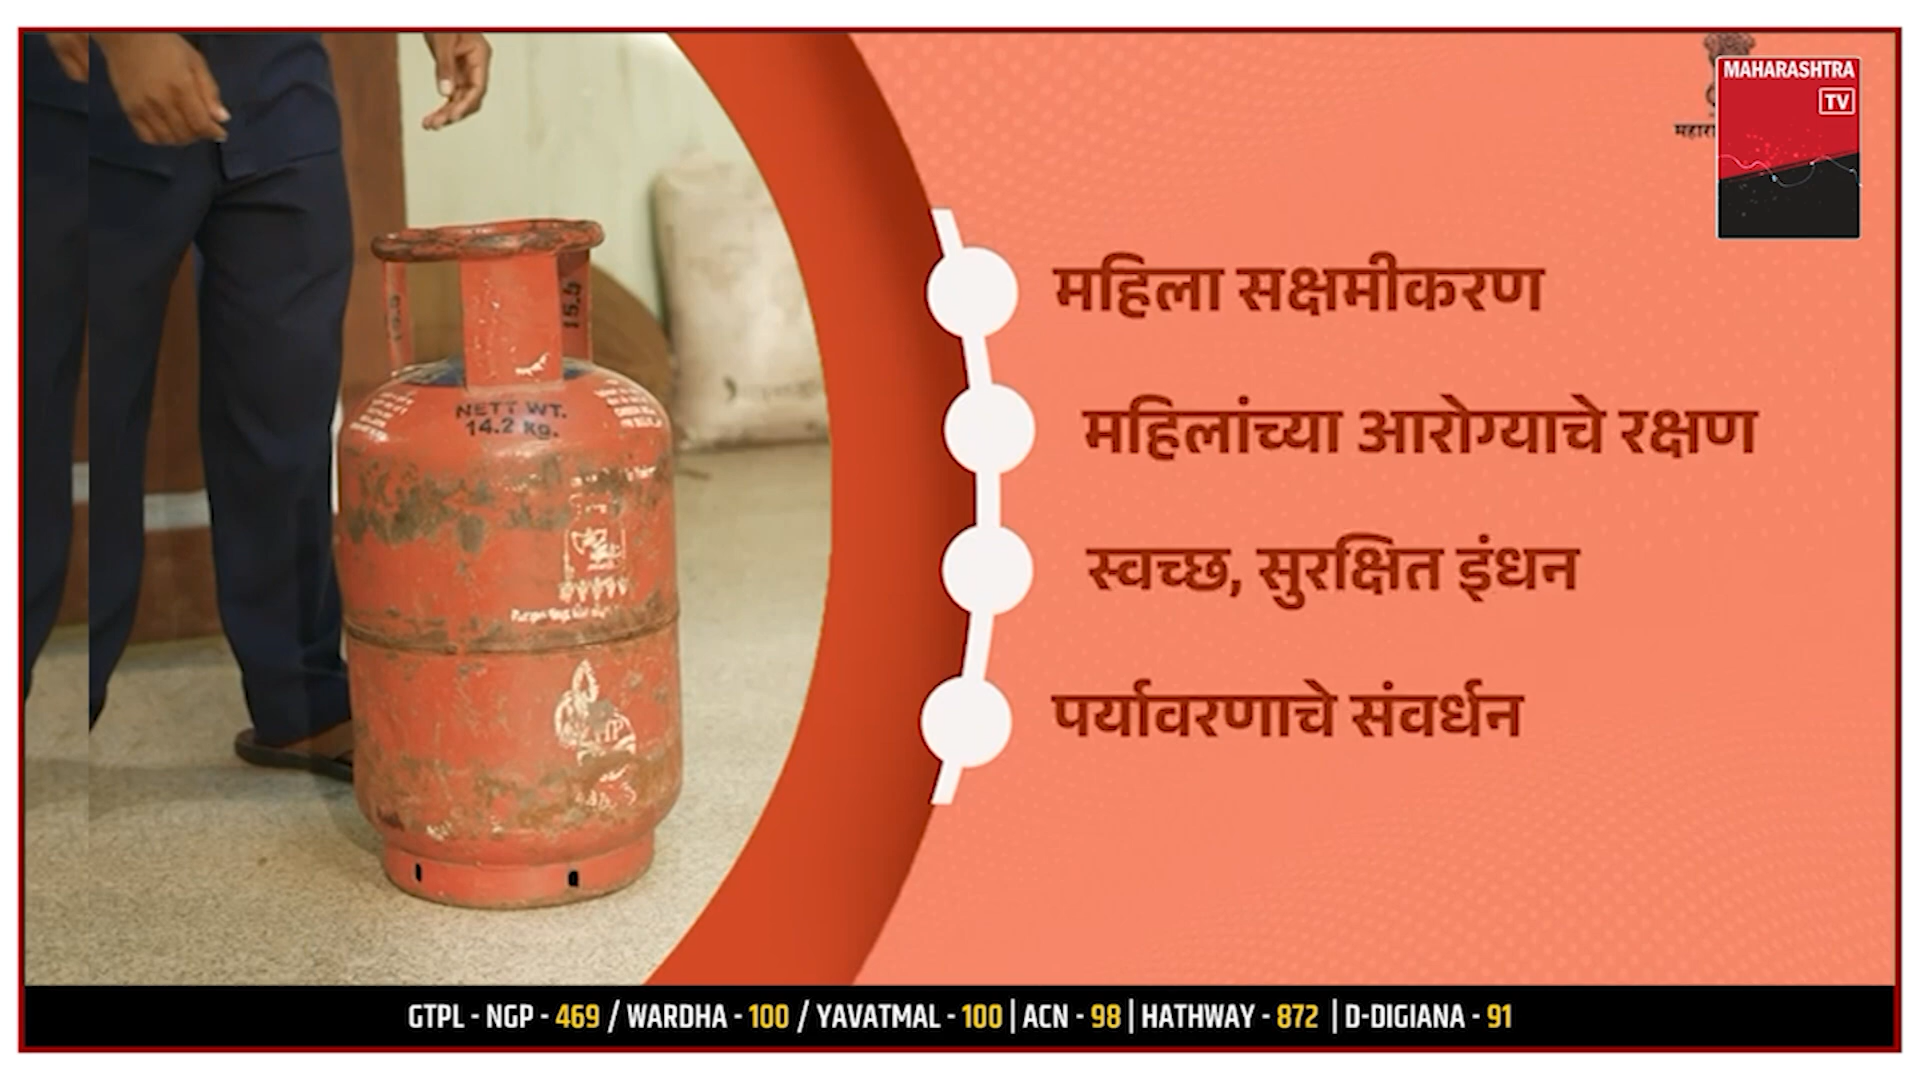 MAHARASHTRA
TV
महिला सक्षमीकरण
महिलांच्या आरोग्याचे रक्षण
स्वच्छ, सुरक्षित इंधन
पर्यावरणाचे संवर्धन
15.5
NETT WT.
14.2 Kg.
GTPL - NGP - 469 / WARDHA - 100 / YAVATMAL - 100 | ACN - 98 | HATHWAY - 872 | D-DIGIANA - 91